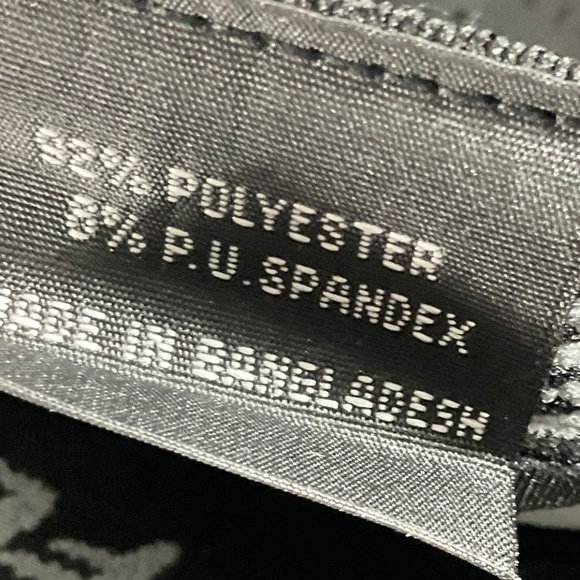 92% POLYESTER
8% P.U.SPANDEX
MADE IN BANGLADESH